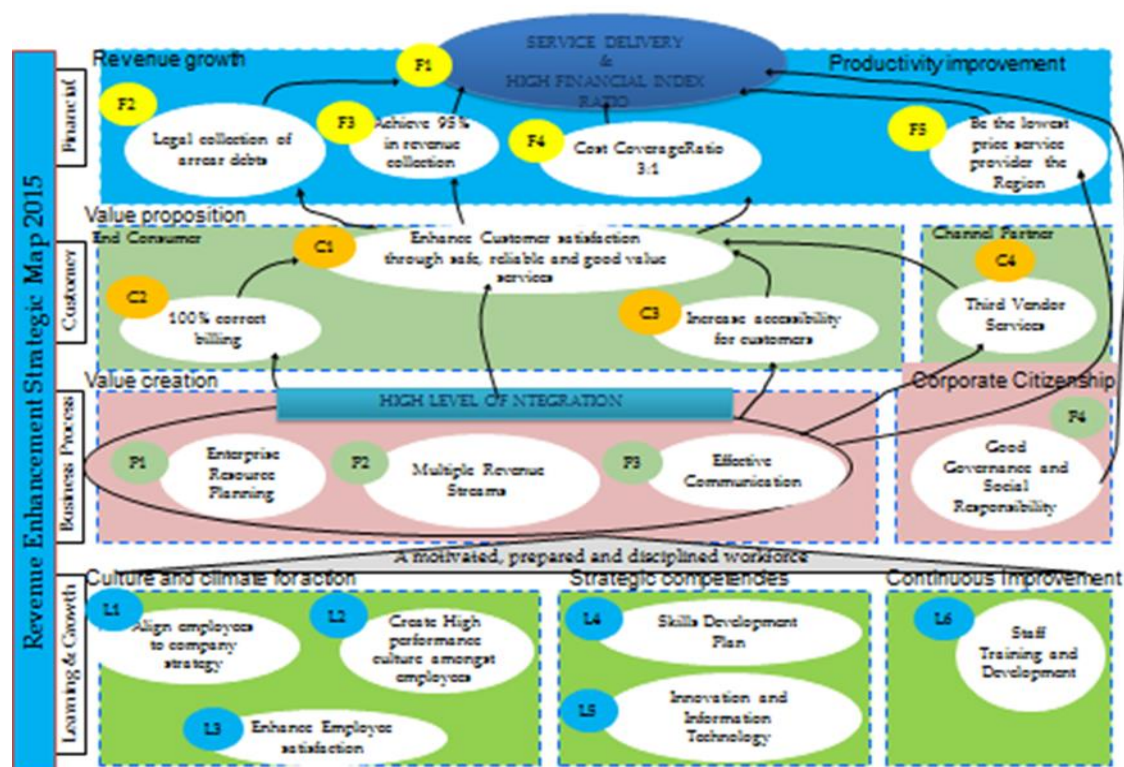 Revenue Enhancement Strategic Map 2015
Financial
Revenue growth
Productivity improvement
F1
SERVICE DELIVERY
&
HIGH FINANCIAL INDEX
RATIO
F2
Legal collection of
arrear debts
F3
Achieve 95%
in revenue
collection
F4
Cost CoverageRatio
3:1
F5
Be the lowest
price service
provider the
Region
Customer
Value proposition
End Consumer
C1
Enhance Customer satisfaction
through safe, reliable and good value
services
C2
100% correct
billing
C3
Increase accessibility
for customers
Channel Partner
C4
Third Vendor
Services
Business Process
Value creation
HIGH LEVEL OF NTEGRATION
P1
Enterprise
Resource
Planning
P2
Multiple Revenue
Streams
P3
Effective
Communication
Corporate Citizenship
P4
Good
Governance and
Social
Responsibility
A motivated, prepared and disciplined workforce
Learning & Growth
Culture and climate for action
L1
Align employees
to company
strategy
L2
Create High
performance
culture amongst
employees
L3
Enhance Employee
satisfaction
Strategic competencies
L4
Skills Development
Plan
L5
Innovation and
Information
Technology
Continuous Improvement
L6
Staff
Training and
Development